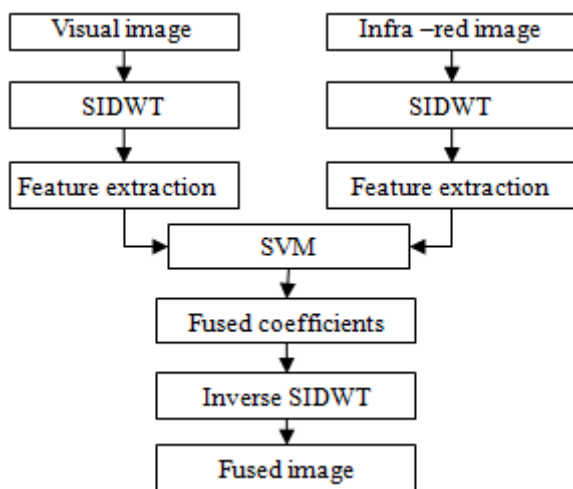 Visual image
Infra –red image
SIDWT
SIDWT
Feature extraction
Feature extraction
SVM
Fused coefficients
Inverse SIDWT
Fused image